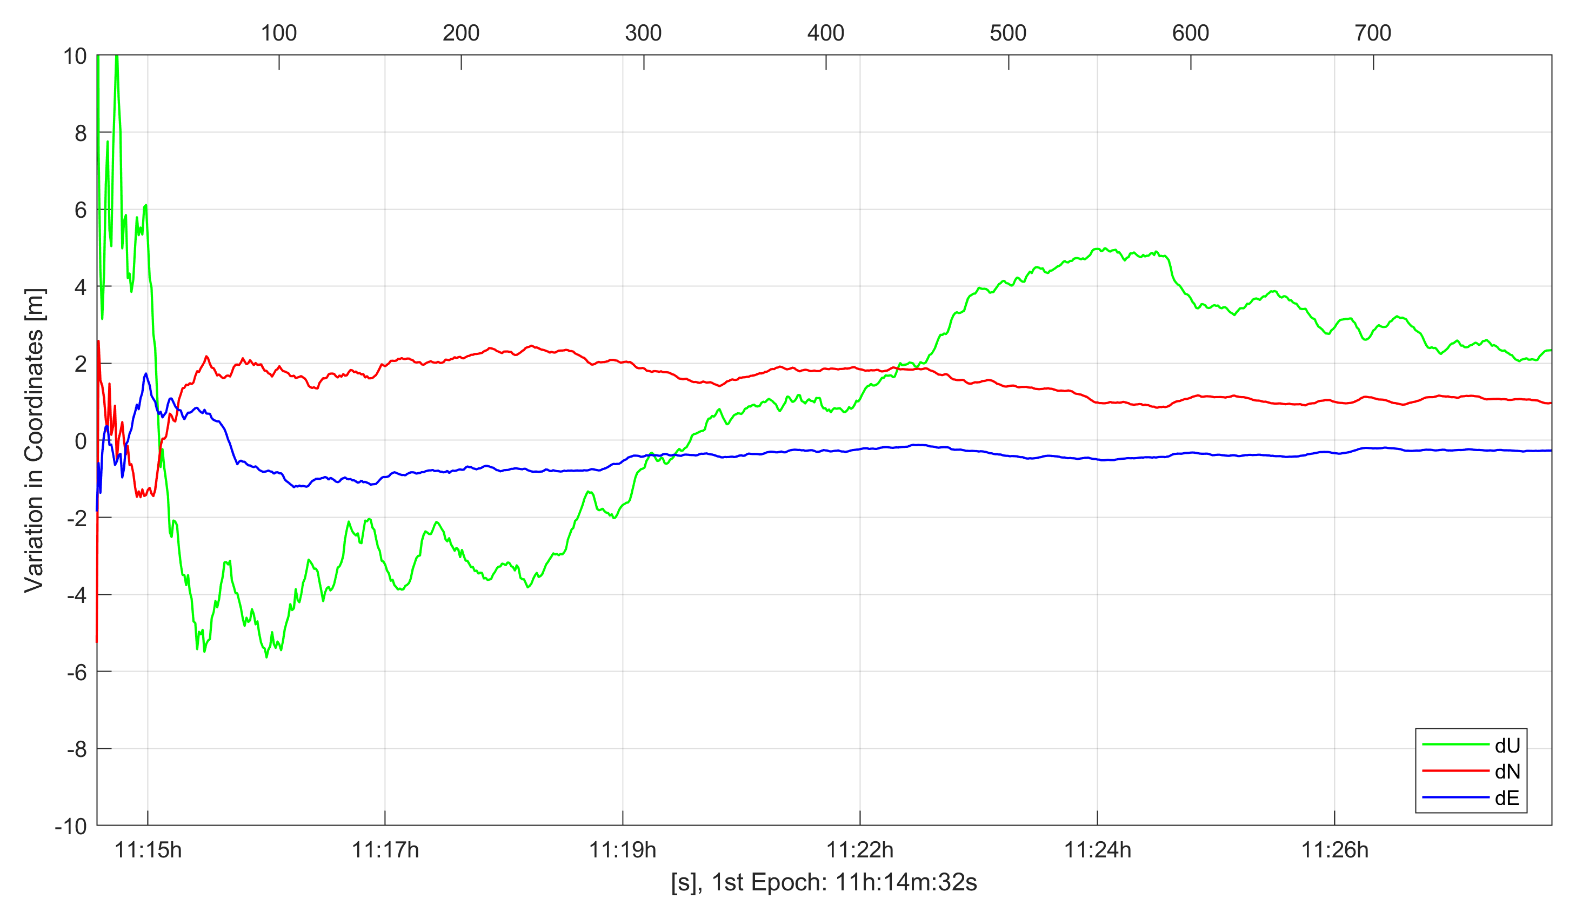 100 200 300 400 500 600 700
10
8
6
4
2
0
-2
-4
-6
-8
-10
Variation in Coordinates [m]
dU
dN
dE
11:15h 11:17h 11:19h 11:22h 11:24h 11:26h
[s], 1st Epoch: 11h:14m:32s